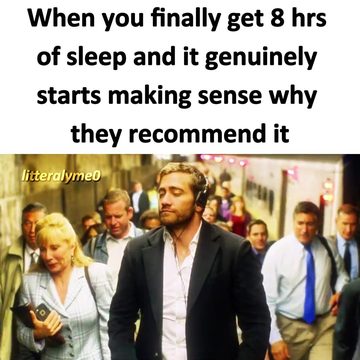 When you finally get 8 hrs
of sleep and it genuinely
starts making sense why
they recommend it
litteralyme0